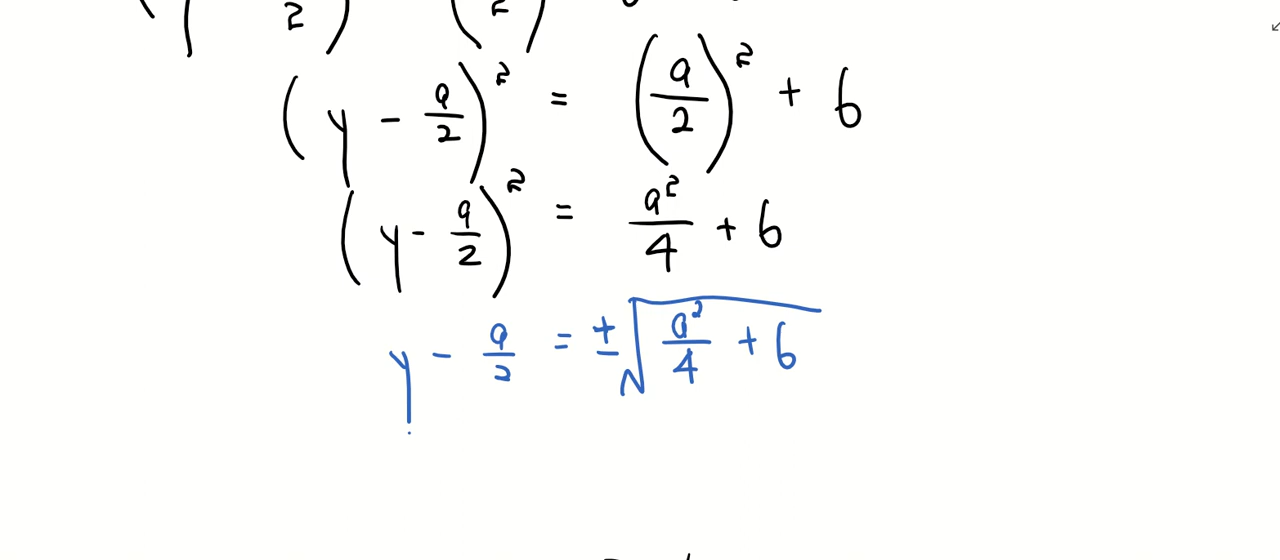 (y - a/2)² = (a/2)² + 6
(y - a/2)² = a²/4 + 6
y - a/2 = ±√(a²/4 + 6)